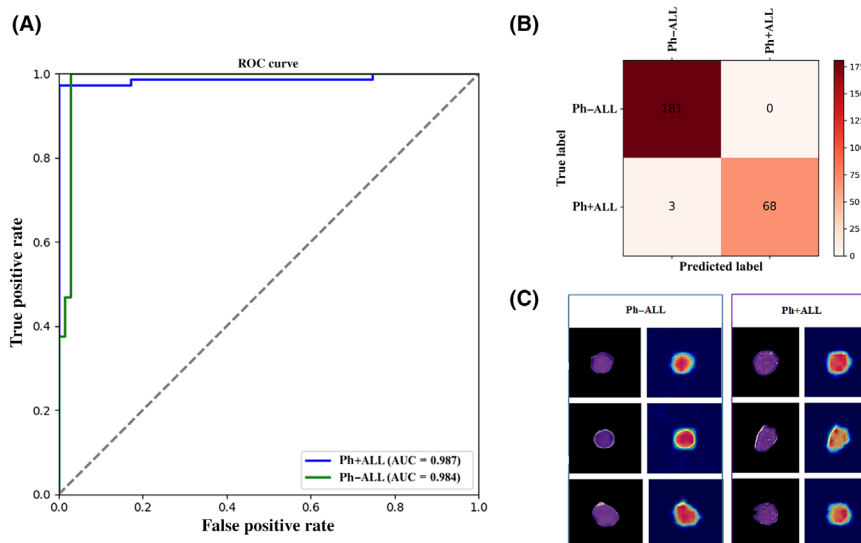 (A)
ROC curve
1.0
0.8
0.6
0.4
0.2
0.0
0.0 0.2 0.4 0.6 0.8 1.0
True positive rate
False positive rate
Ph+ALL (AUC = 0.987)
Ph−ALL (AUC = 0.984)
(B)
Ph−ALL Ph+ALL
Ph−ALL 181 0
Ph+ALL 3 68
True label
Predicted label
175
150
125
100
75
50
25
0
(C)
Ph−ALL Ph+ALL